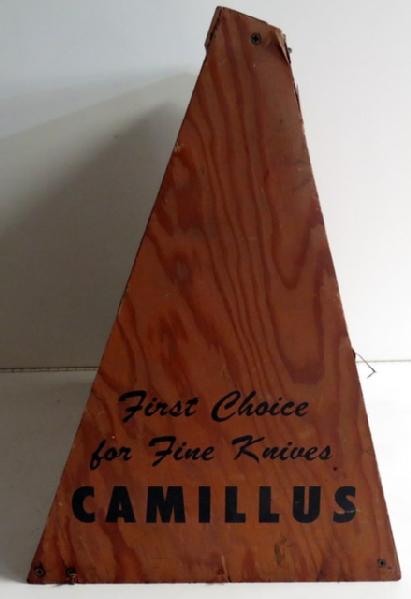 First Choice
for Fine Knives
CAMILLUS